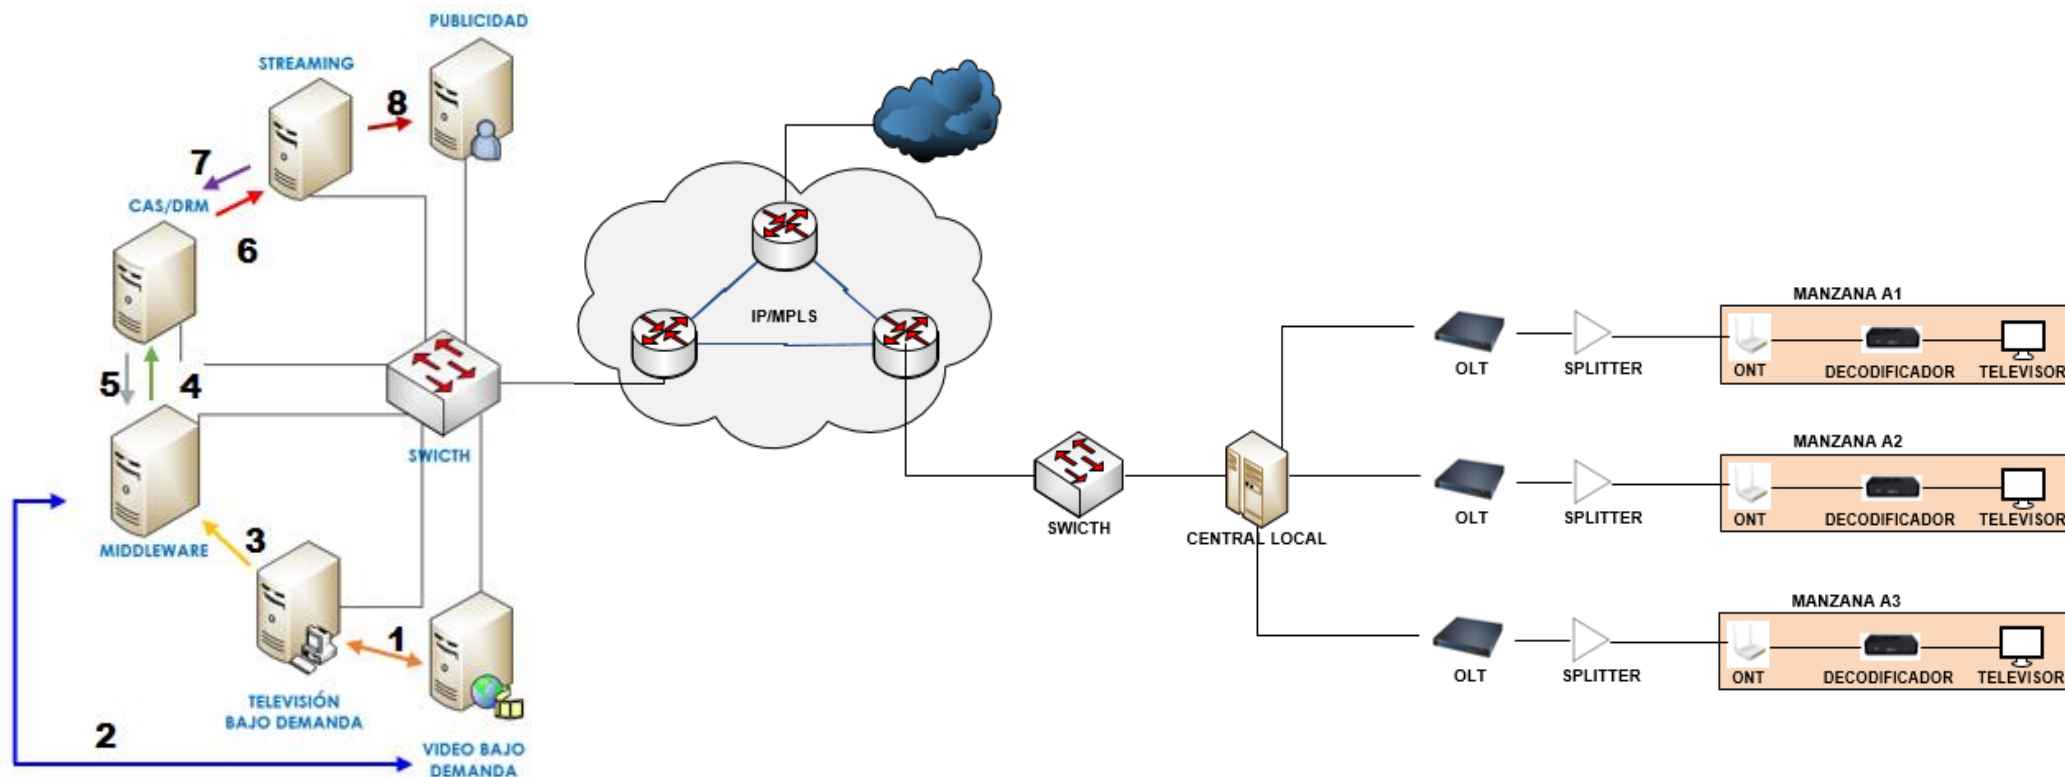 PUBLICIDAD
STREAMING
8
7
CAS/DRM
6
5
4
SWICTH
MIDDLEWARE
3
1
TELEVISIÓN
BAJO DEMANDA
2
VIDEO BAJO
DEMANDA
IP/MPLS
SWICTH
CENTRAL LOCAL
MANZANA A1
OLT
SPLITTER
ONT
DECODIFICADOR
TELEVISOR
MANZANA A2
OLT
SPLITTER
ONT
DECODIFICADOR
TELEVISOR
MANZANA A3
OLT
SPLITTER
ONT
DECODIFICADOR
TELEVISOR